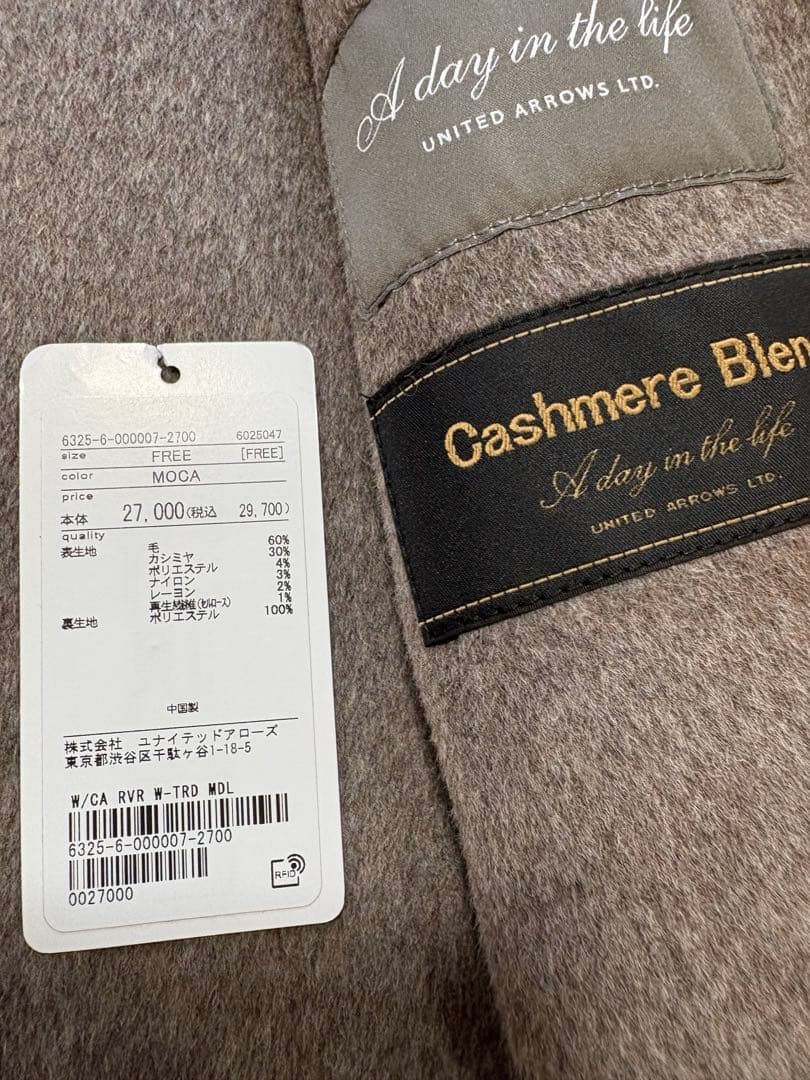 A day in the life
UNITED ARROWS LTD.
Cashmere Blen
A day in the life
UNITED ARROWS LTD.
6325-6-000007-2700 6025047
size FREE [FREE]
color MOCA
price
本体 27,000(税込 29,700)
quality
表生地 毛 60%
カシミヤ 30%
ポリエステル 4%
ナイロン 3%
レーヨン 2%
再生繊維(セルロース) 1%
裏生地 ポリエステル 100%
中国製
株式会社 ユナイテッドアローズ
東京都渋谷区千駄ヶ谷1-18-5
W/CA RVR W-TRD MDL
6325-6-000007-2700
0027000
RFID